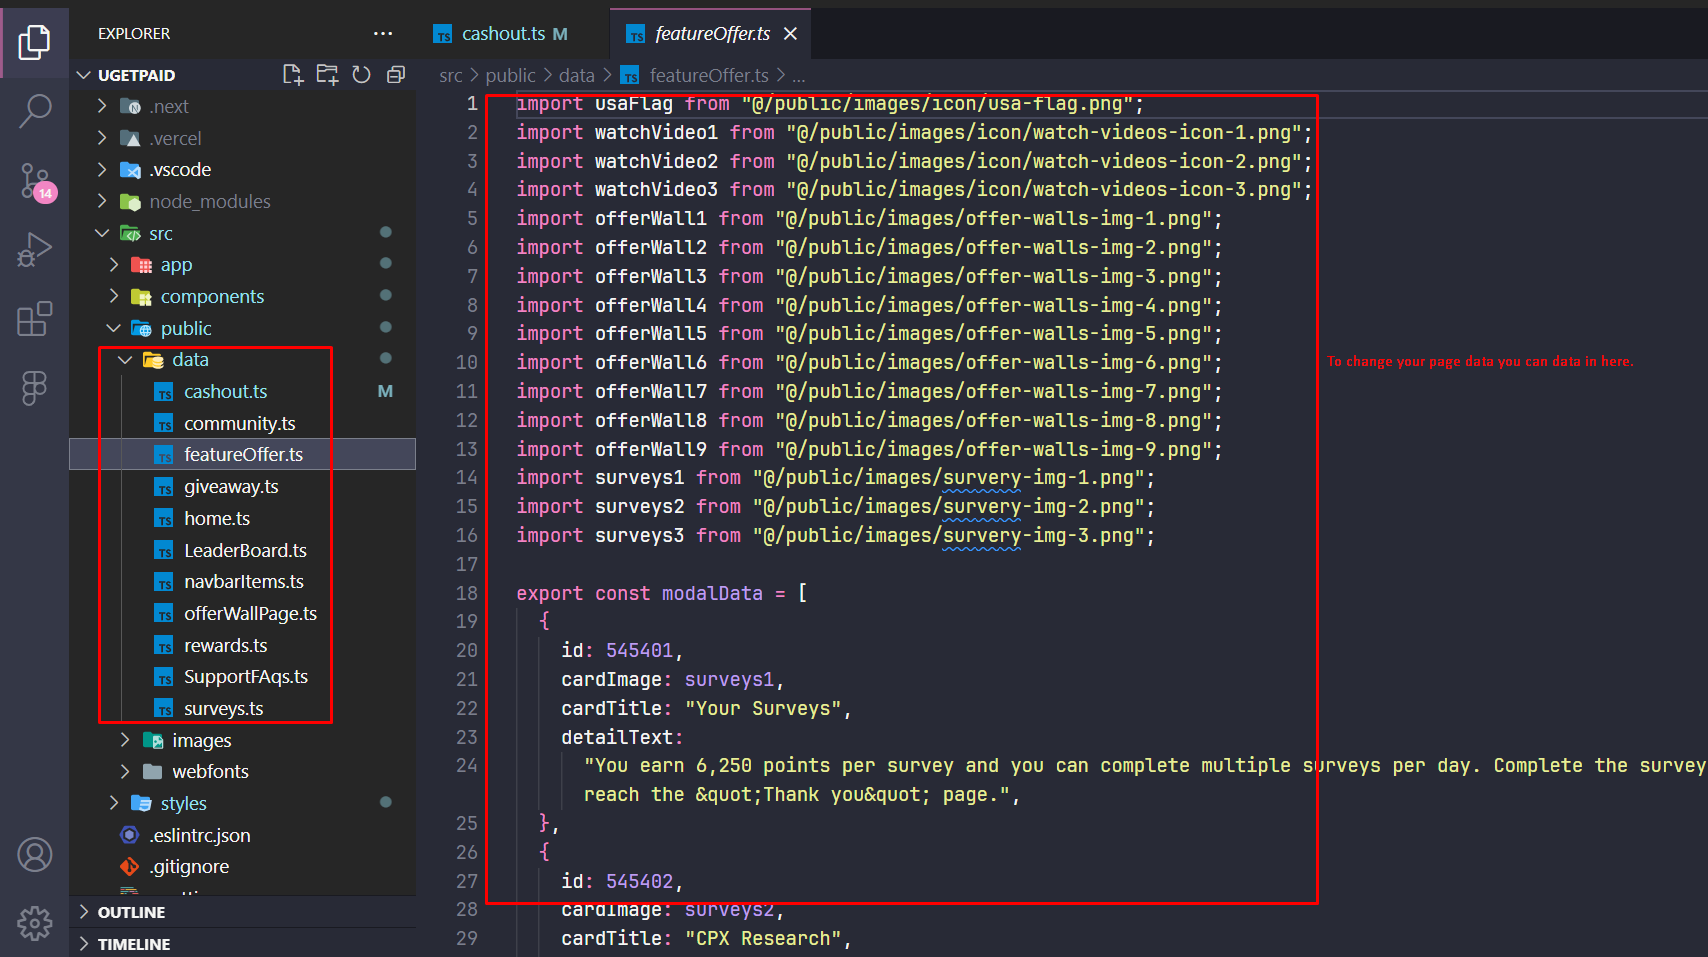 EXPLORER
···
UGETPAID
.next
.vercel
.vscode
node_modules
src
app
components
public
data
cashout.ts M
community.ts
featureOffer.ts
giveaway.ts
home.ts
LeaderBoard.ts
navbarItems.ts
offerWallPage.ts
rewards.ts
SupportFAqs.ts
surveys.ts
images
webfonts
styles
.eslintrc.json
.gitignore
OUTLINE
TIMELINE
14
TS cashout.ts M
TS featureOffer.ts
src > public > data > TS featureOffer.ts > ...
1 import usaFlag from "@/public/images/icon/usa-flag.png";
2 import watchVideo1 from "@/public/images/icon/watch-videos-icon-1.png";
3 import watchVideo2 from "@/public/images/icon/watch-videos-icon-2.png";
4 import watchVideo3 from "@/public/images/icon/watch-videos-icon-3.png";
5 import offerWall1 from "@/public/images/offer-walls-img-1.png";
6 import offerWall2 from "@/public/images/offer-walls-img-2.png";
7 import offerWall3 from "@/public/images/offer-walls-img-3.png";
8 import offerWall4 from "@/public/images/offer-walls-img-4.png";
9 import offerWall5 from "@/public/images/offer-walls-img-5.png";
10 import offerWall6 from "@/public/images/offer-walls-img-6.png";
11 import offerWall7 from "@/public/images/offer-walls-img-7.png";
12 import offerWall8 from "@/public/images/offer-walls-img-8.png";
13 import offerWall9 from "@/public/images/offer-walls-img-9.png";
14 import surveys1 from "@/public/images/survery-img-1.png";
15 import surveys2 from "@/public/images/survery-img-2.png";
16 import surveys3 from "@/public/images/survery-img-3.png";
17
18 export const modalData = [
19 {
20 id: 545401,
21 cardImage: surveys1,
22 cardTitle: "Your Surveys",
23 detailText:
24 "You earn 6,250 points per survey and you can complete multiple surveys per day. Complete the survey
reach the &quot;Thank you&quot; page.",
25 },
26 {
27 id: 545402,
28 cardImage: surveys2,
29 cardTitle: "CPX Research",
To change your page data you can data in here.